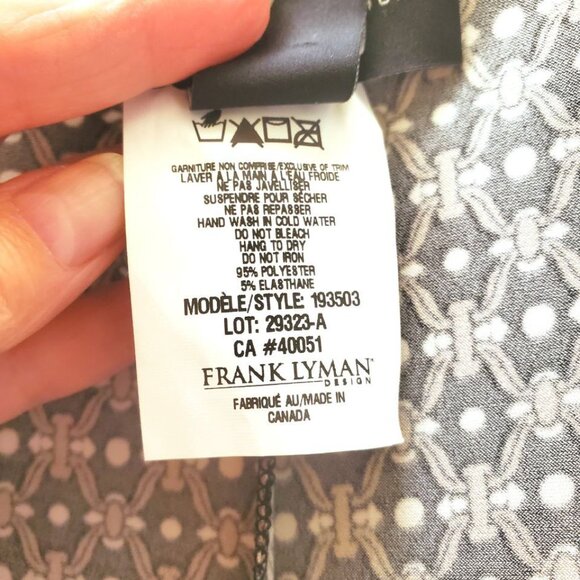 GARNITURE NON COMPRISE/EXCLUSIVE OF TRIM
LAVER A LA MAIN A L'EAU FROIDE
NE PAS JAVELLISER
SUSPENDRE POUR SÉCHER
NE PAS REPASSER
HAND WASH IN COLD WATER
DO NOT BLEACH
HANG TO DRY
DO NOT IRON
95% POLYESTER
5% ELASTHANE
MODÈLE/STYLE: 193503
LOT: 29323-A
CA #40051
FRANK LYMAN
DESIGN
FABRIQUÉ AU/MADE IN
CANADA